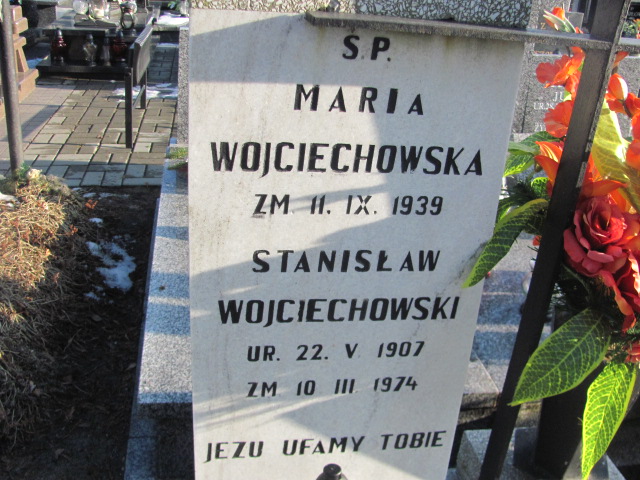 Ś.P.
MARIA
WOJCIECHOWSKA
ZM. 11. IX. 1939
STANISŁAW
WOJCIECHOWSKI
UR. 22. V. 1907
ZM 10 III. 1974
JEZU UFAMY TOBIE